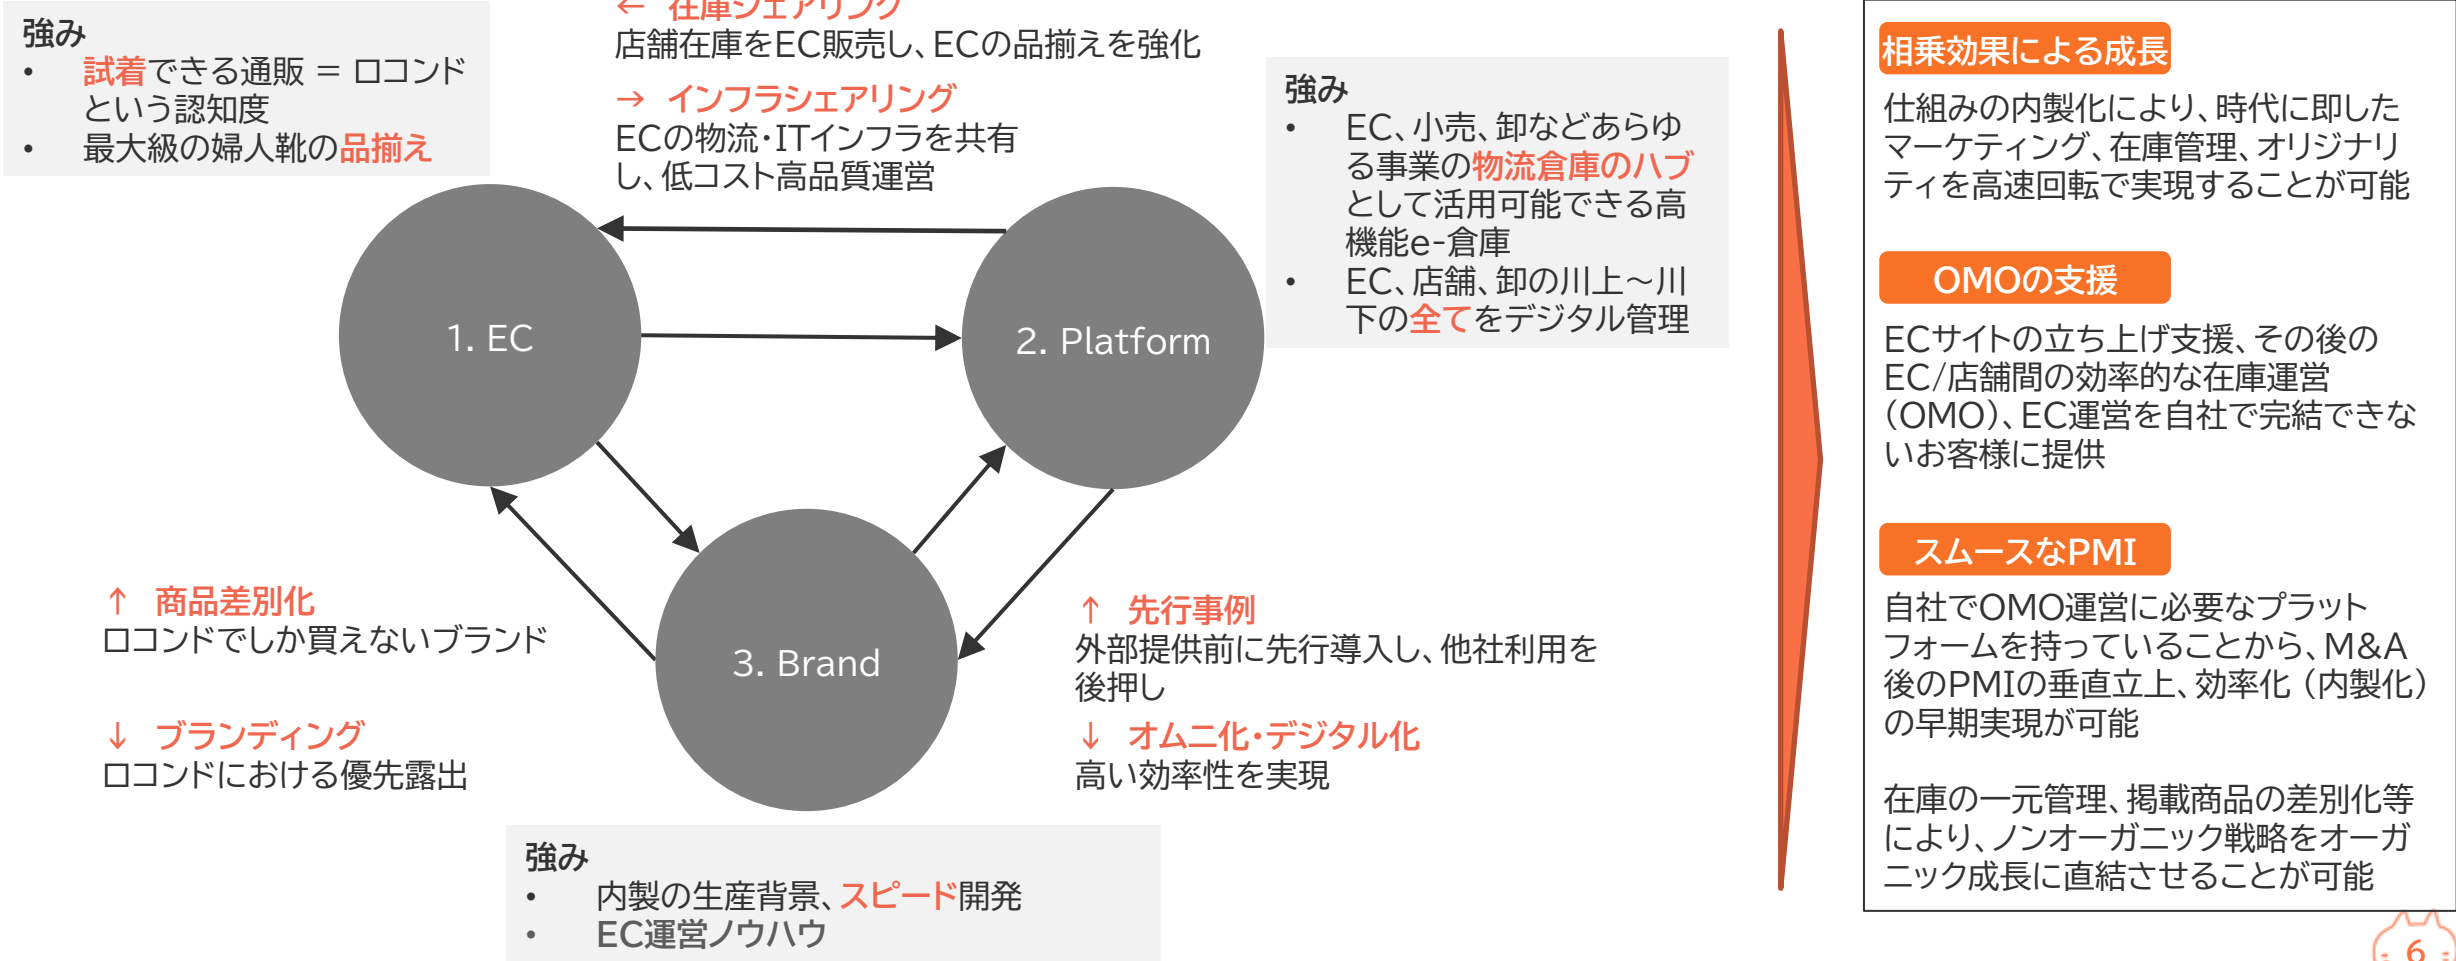 強み
• 試着できる通販 = ロコンド
という認知度
• 最大級の婦人靴の品揃え
← 在庫シェアリング
店舗在庫をEC販売し、ECの品揃えを強化
→ インフラシェアリング
ECの物流・ITインフラを共有
し、低コスト高品質運営
強み
• EC、小売、卸などあらゆ
る事業の物流倉庫のハブ
として活用可能できる高
機能e-倉庫
• EC、店舗、卸の川上～川
下の全てをデジタル管理
1. EC
2. Platform
3. Brand
↑ 商品差別化
ロコンドでしか買えないブランド
↓ ブランディング
ロコンドにおける優先露出
↑ 先行事例
外部提供前に先行導入し、他社利用を
後押し
↓ オムニ化・デジタル化
高い効率性を実現
強み
• 内製の生産背景、スピード開発
• EC運営ノウハウ
相乗効果による成長
仕組みの内製化により、時代に即した
マーケティング、在庫管理、オリジナリ
ティを高速回転で実現することが可能
OMOの支援
ECサイトの立ち上げ支援、その後の
EC/店舗間の効率的な在庫運営
（OMO）、EC運営を自社で完結できな
いお客様に提供
スムースなPMI
自社でOMO運営に必要なプラット
フォームを持っていることから、M&A
後のPMIの垂直立上、効率化（内製化）
の早期実現が可能
在庫の一元管理、掲載商品の差別化等
により、ノンオーガニック戦略をオーガ
ニック成長に直結させることが可能
6